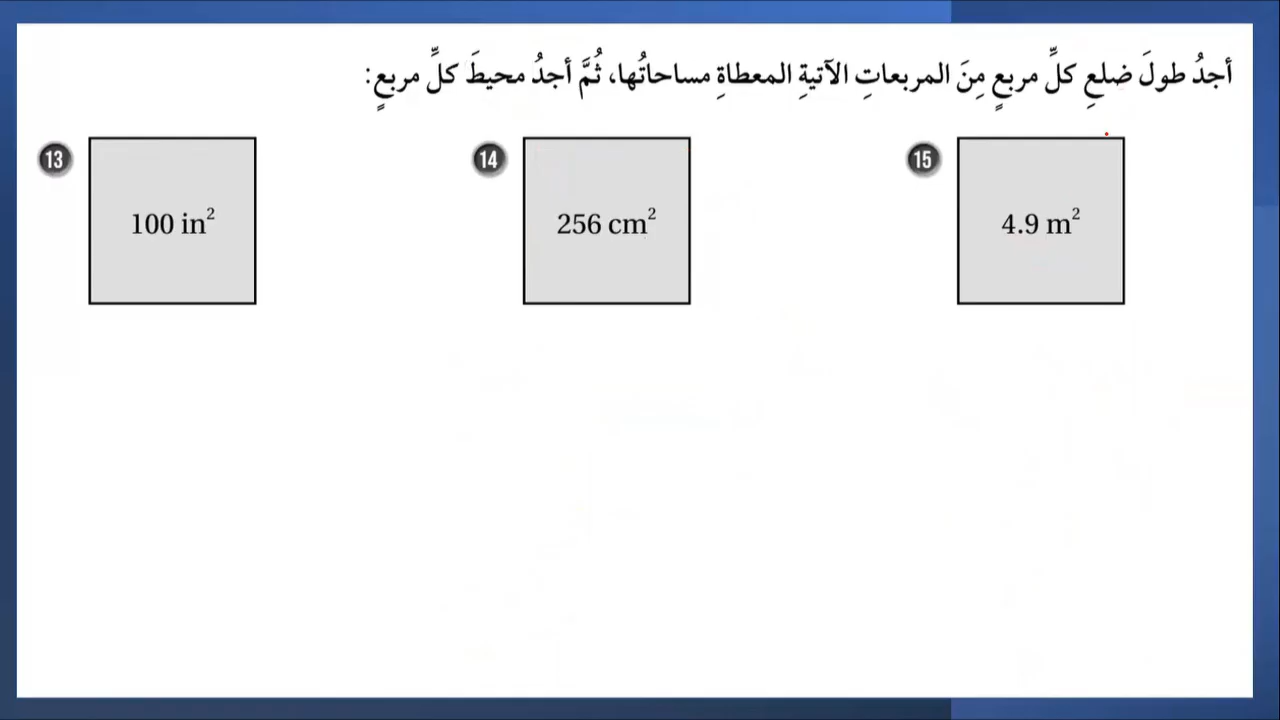 أجدُ طولَ ضلعِ كلِّ مربعٍ مِنَ المربعاتِ الآتيةِ المعطاةِ مساحاتُها، ثُمَّ أجدُ محيطَ كلِّ مربعٍ:
13 100 in²
14 256 cm²
15 4.9 m²